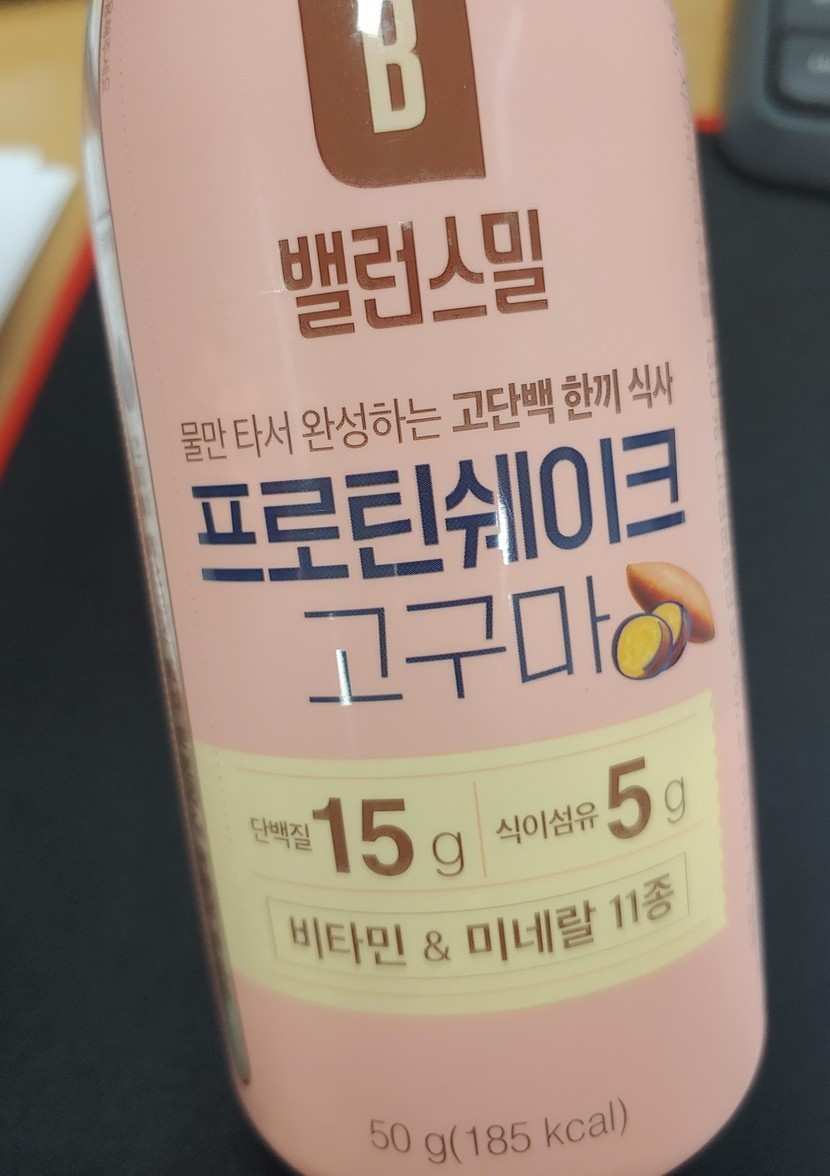 B
밸런스밀
물만 타서 완성하는 고단백 한끼 식사
프로틴쉐이크
고구마
단백질 15 g 식이섬유 5 g
비타민 & 미네랄 11종
50 g(185 kcal)